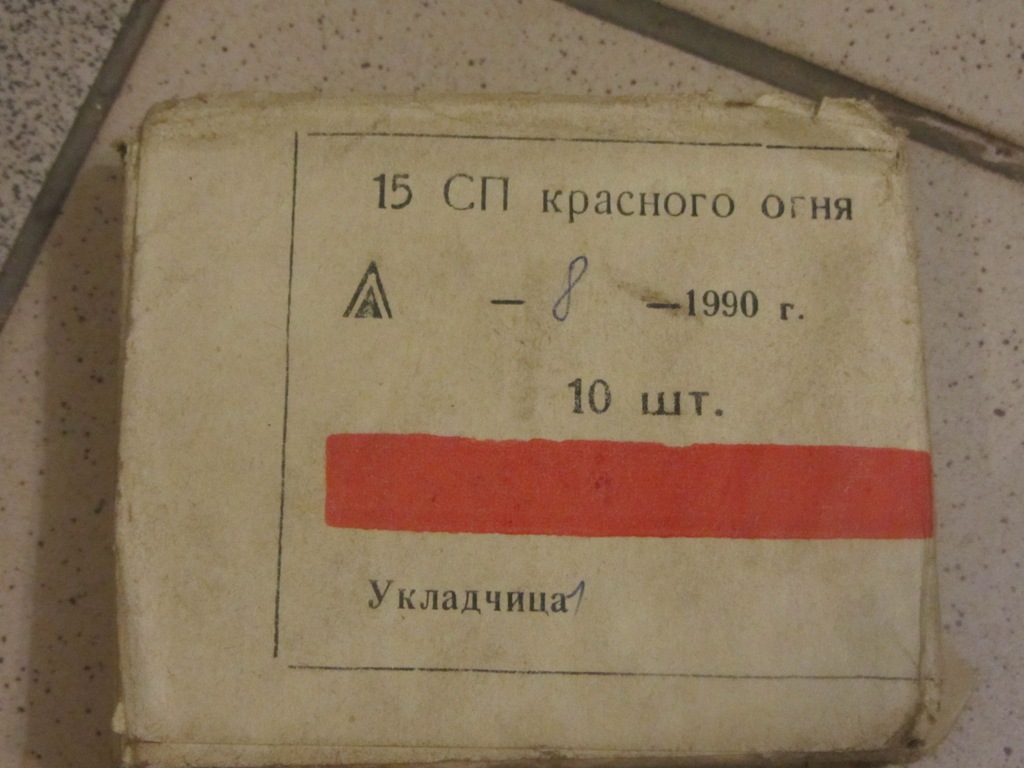 15 СП красного огня
– 8 –1990 г.
10 шт.
Укладчица 1